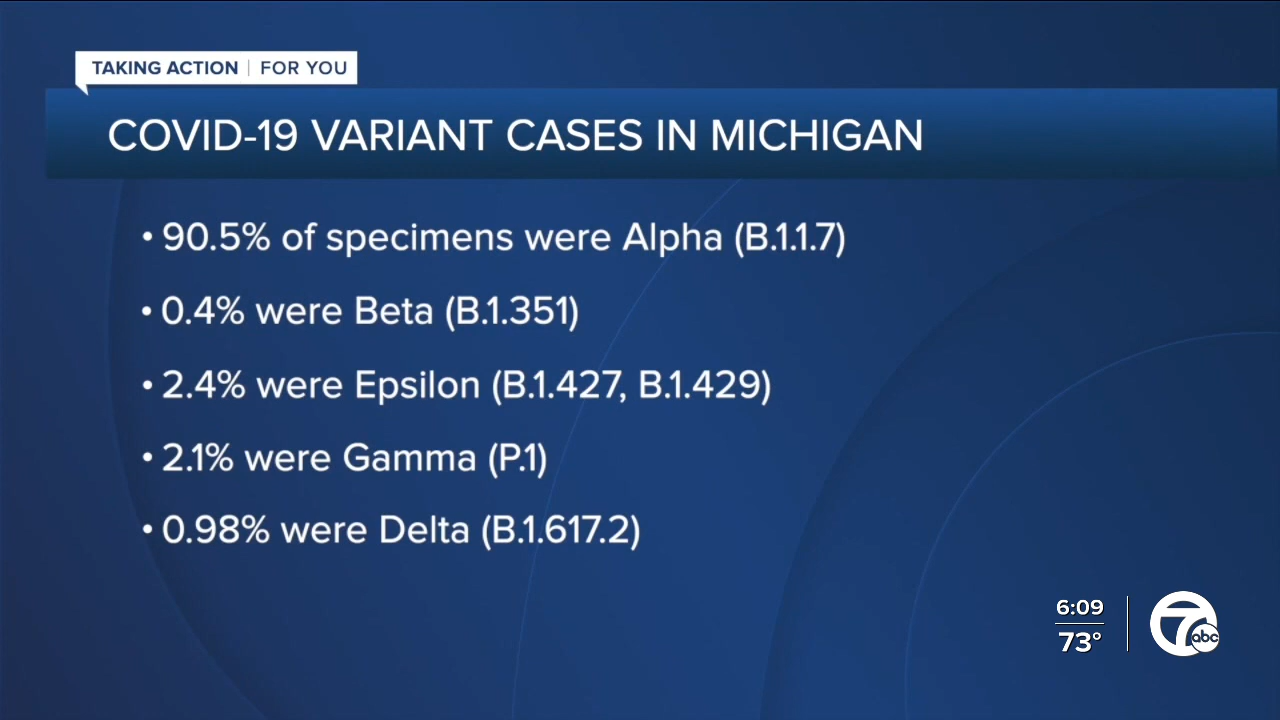 TAKING ACTION | FOR YOU
COVID-19 VARIANT CASES IN MICHIGAN
• 90.5% of specimens were Alpha (B.1.1.7)
• 0.4% were Beta (B.1.351)
• 2.4% were Epsilon (B.1.427, B.1.429)
• 2.1% were Gamma (P.1)
• 0.98% were Delta (B.1.617.2)
6:09
73°
7 abc